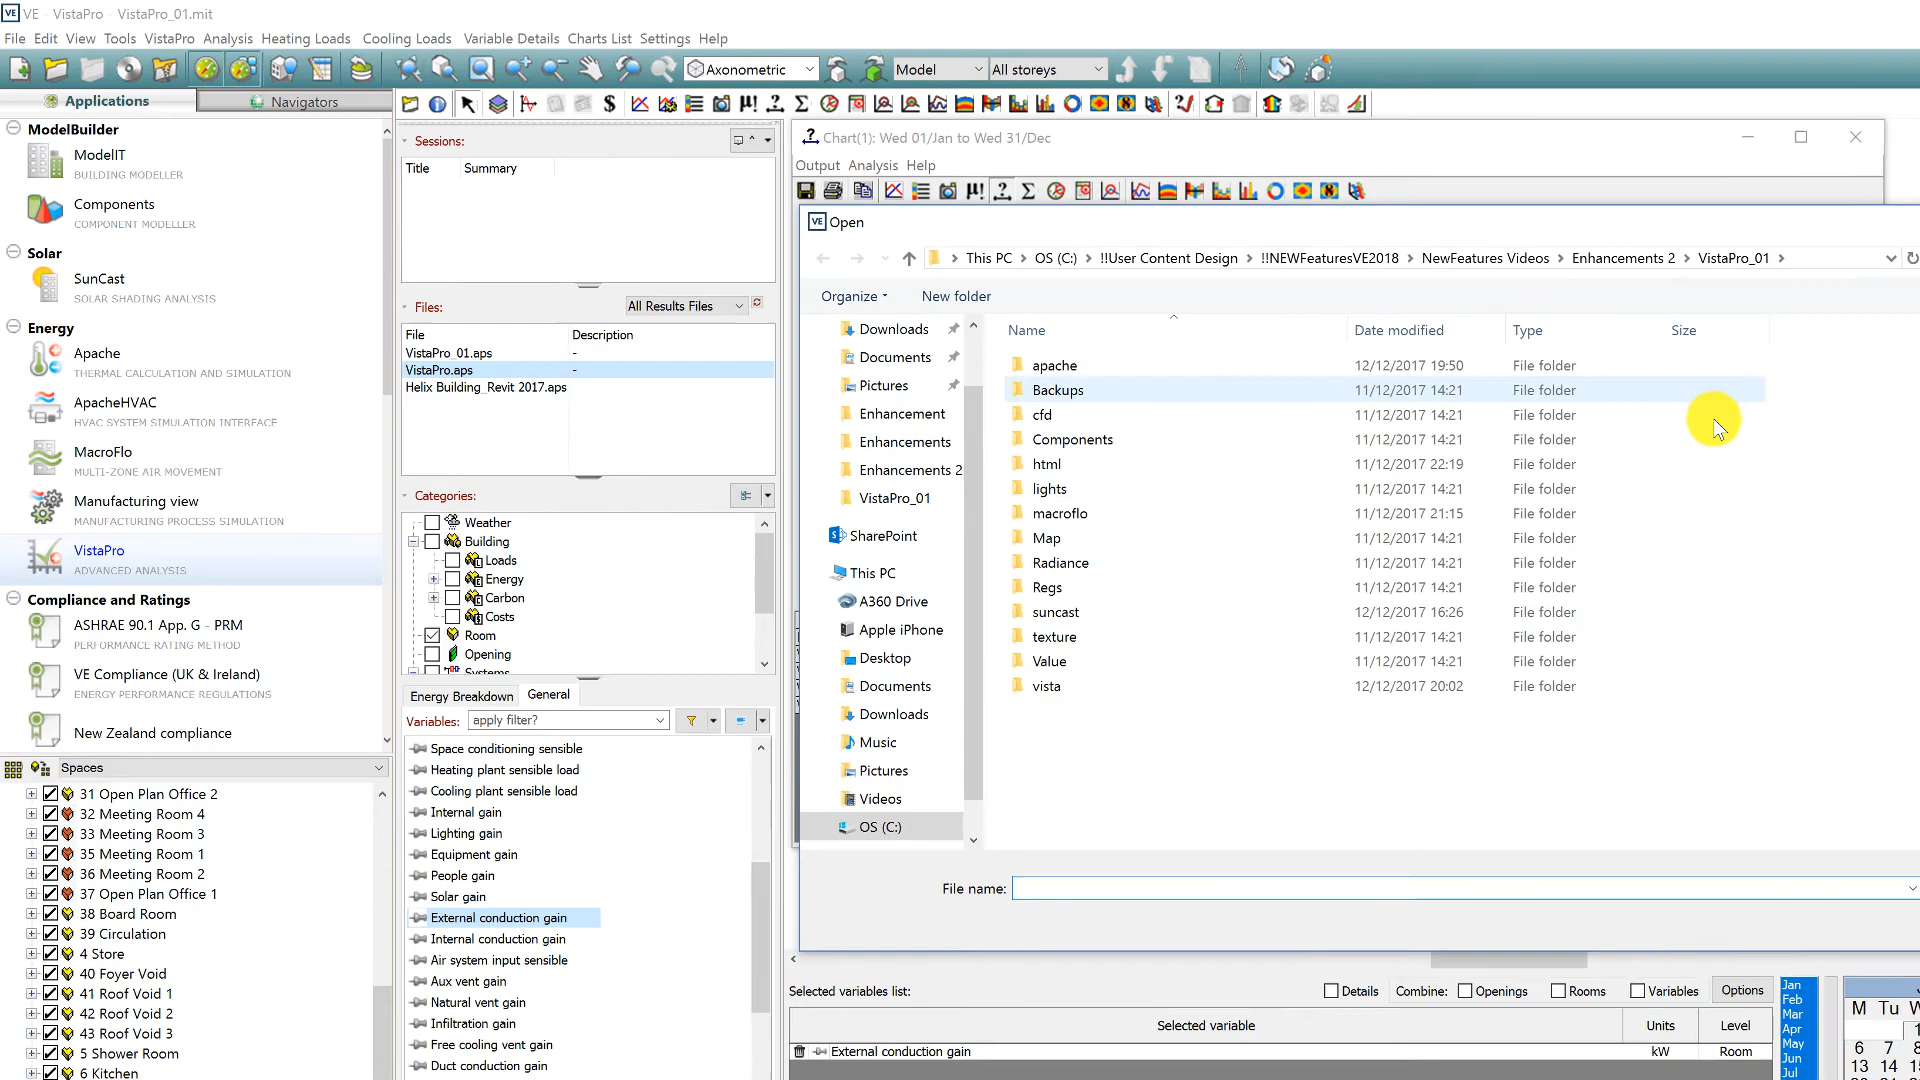 VE VE - VistaPro - VistaPro_01.mit
File Edit View Tools VistaPro Analysis Heating Loads Cooling Loads Variable Details Charts List Settings Help
Axonometric Model All storeys
Applications Navigators
ModelBuilder
ModelIT
BUILDING MODELLER
Components
COMPONENT MODELLER
Solar
SunCast
SOLAR SHADING ANALYSIS
Energy
Apache
THERMAL CALCULATION AND SIMULATION
ApacheHVAC
HVAC SYSTEM SIMULATION INTERFACE
MacroFlo
MULTI-ZONE AIR MOVEMENT
Manufacturing view
MANUFACTURING PROCESS SIMULATION
VistaPro
ADVANCED ANALYSIS
Compliance and Ratings
ASHRAE 90.1 App. G - PRM
PERFORMANCE RATING METHOD
VE Compliance (UK & Ireland)
ENERGY PERFORMANCE REGULATIONS
New Zealand compliance
Spaces
31 Open Plan Office 2
32 Meeting Room 4
33 Meeting Room 3
35 Meeting Room 1
36 Meeting Room 2
37 Open Plan Office 1
38 Board Room
39 Circulation
4 Store
40 Foyer Void
41 Roof Void 1
42 Roof Void 2
43 Roof Void 3
5 Shower Room
6 Kitchen
Sessions:
Title Summary
Files: All Results Files
File Description
VistaPro_01.aps -
VistaPro.aps -
Helix Building_Revit 2017.aps
Categories:
Weather
Building
Loads
Energy
Carbon
Costs
Room
Opening
Systems
Energy Breakdown General
Variables: apply filter?
Space conditioning sensible
Heating plant sensible load
Cooling plant sensible load
Internal gain
Lighting gain
Equipment gain
People gain
Solar gain
External conduction gain
Internal conduction gain
Air system input sensible
Aux vent gain
Natural vent gain
Infiltration gain
Free cooling vent gain
Duct conduction gain
Chart(1): Wed 01/Jan to Wed 31/Dec
Output Analysis Help
VE Open
This PC > OS (C:) > !!User Content Design > !!NEWFeaturesVE2018 > NewFeatures Videos > Enhancements 2 > VistaPro_01 >
Organize New folder
Downloads
Documents
Pictures
Enhancement
Enhancements
Enhancements 2
VistaPro_01
SharePoint
This PC
A360 Drive
Apple iPhone
Desktop
Documents
Downloads
Music
Pictures
Videos
OS (C:)
Name Date modified Type Size
apache 12/12/2017 19:50 File folder
Backups 11/12/2017 14:21 File folder
cfd 11/12/2017 14:21 File folder
Components 11/12/2017 14:21 File folder
html 11/12/2017 22:19 File folder
lights 11/12/2017 14:21 File folder
macroflo 11/12/2017 21:15 File folder
Map 11/12/2017 14:21 File folder
Radiance 11/12/2017 14:21 File folder
Regs 11/12/2017 14:21 File folder
suncast 12/12/2017 16:26 File folder
texture 11/12/2017 14:21 File folder
Value 11/12/2017 14:21 File folder
vista 12/12/2017 20:02 File folder
File name:
Selected variables list: Details Combine: Openings Rooms Variables Options
Selected variable Units Level
External conduction gain kW Room
Jan
Feb
Mar
Apr
May
Jun
Jul
M Tu
1
6 7 8
13 14 15